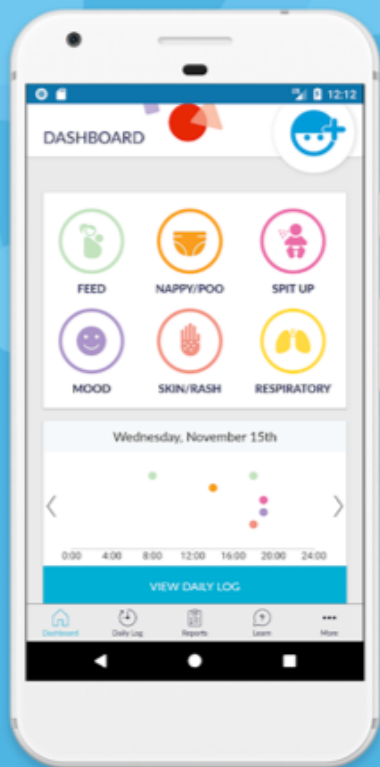 12:12
DASHBOARD
FEED NAPPY/POO SPIT UP
MOOD SKIN/RASH RESPIRATORY
Wednesday, November 15th
0:00 4:00 8:00 12:00 16:00 20:00 24:00
VIEW DAILY LOG
Dashboard Daily Log Reports Learn More